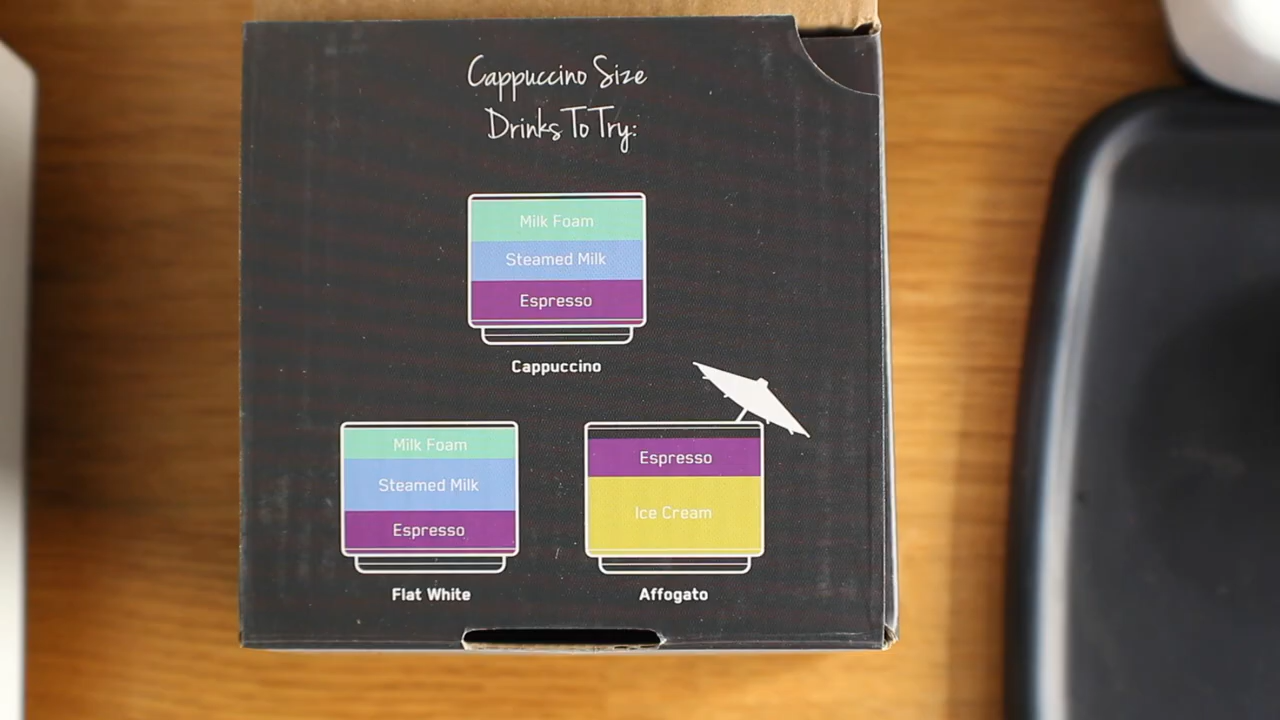 Cappuccino Size
Drinks To Try:
Milk Foam
Steamed Milk
Espresso
Cappuccino
Milk Foam
Steamed Milk
Espresso
Flat White
Espresso
Ice Cream
Affogato